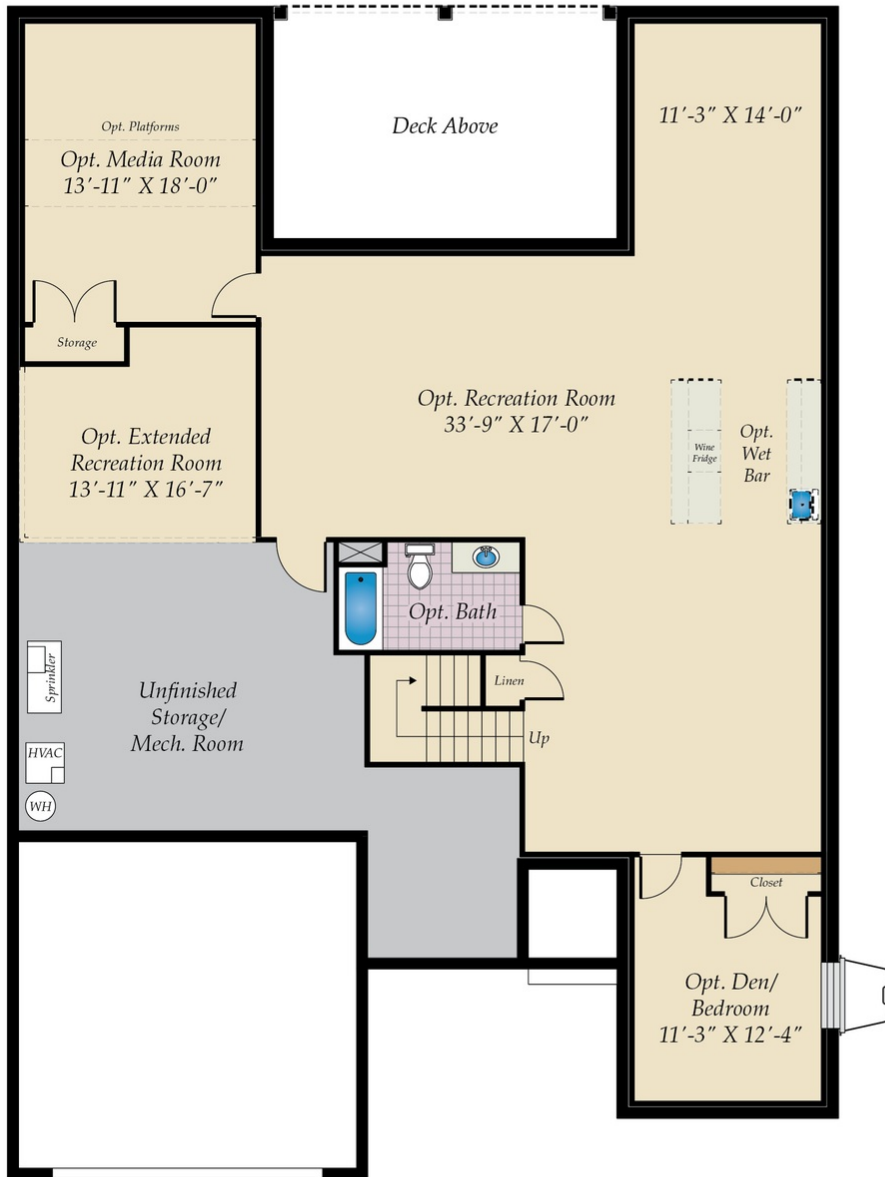 Opt. Platforms
Opt. Media Room
13'-11" X 18'-0"
Deck Above
11'-3" X 14'-0"
Storage
Opt. Extended
Recreation Room
13'-11" X 16'-7"
Opt. Recreation Room
33'-9" X 17'-0"
Wine
Fridge
Opt.
Wet
Bar
Opt. Bath
Linen
Up
Sprinkler
HVAC
WH
Unfinished
Storage/
Mech. Room
Closet
Opt. Den/
Bedroom
11'-3" X 12'-4"